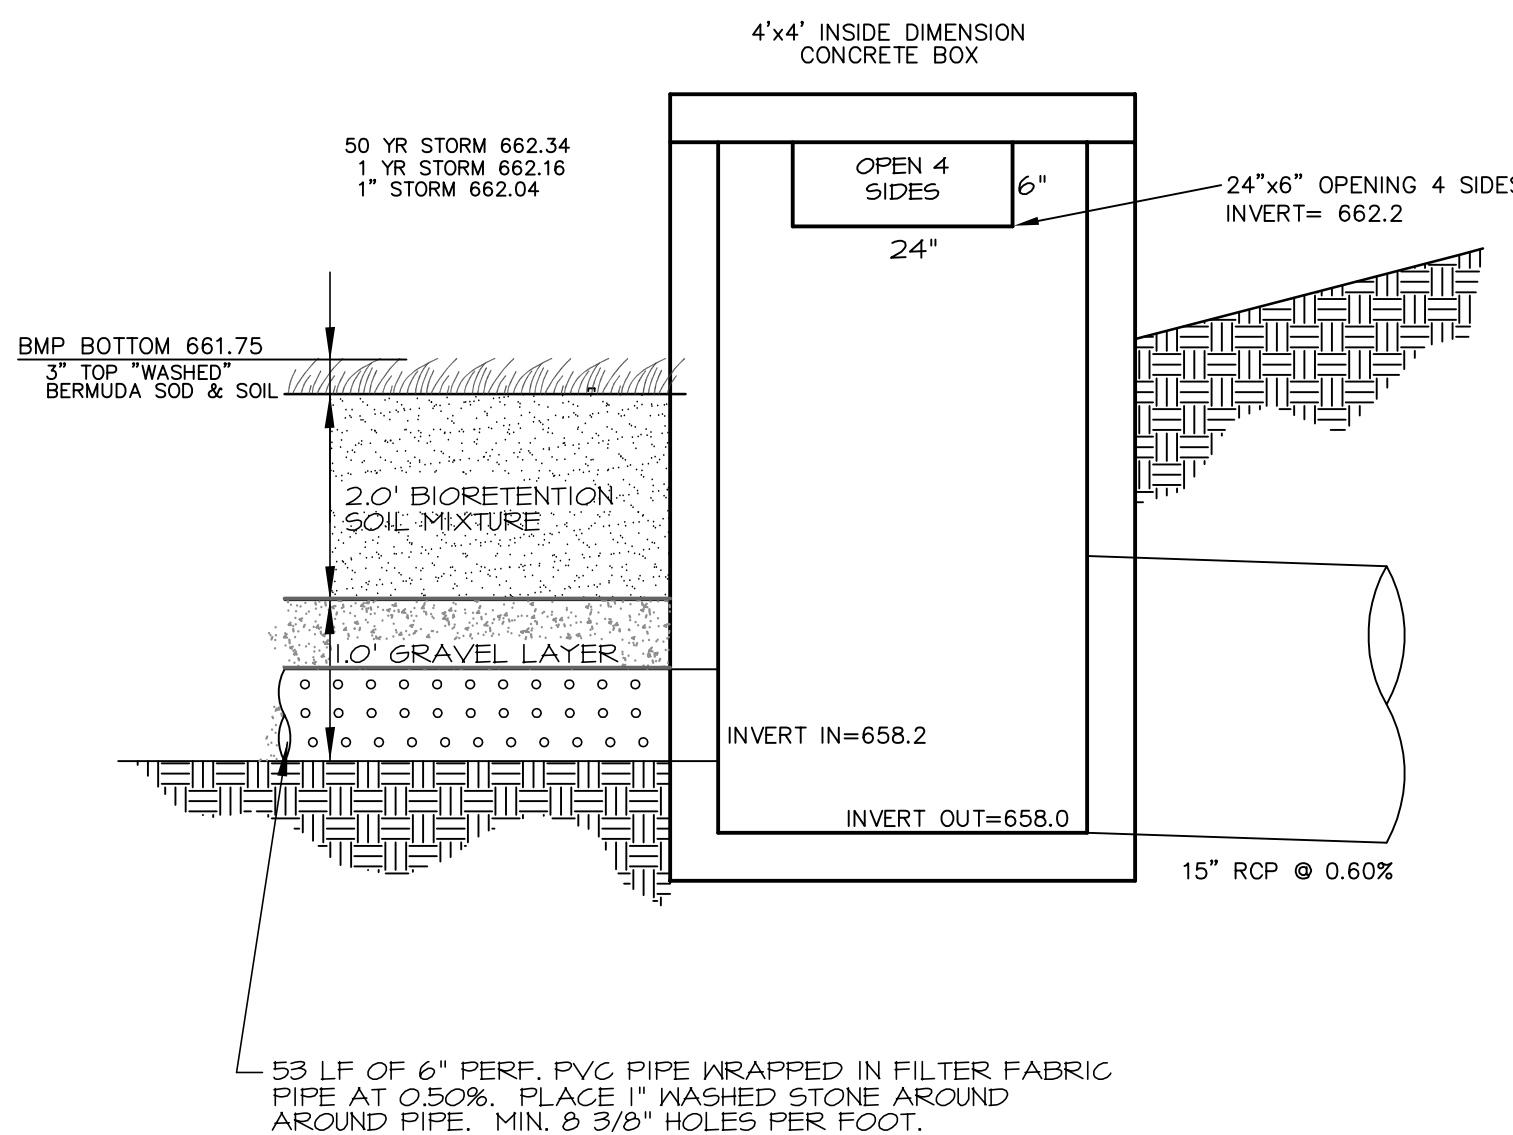 4'x4' INSIDE DIMENSION
CONCRETE BOX
50 YR STORM 662.34
1 YR STORM 662.16
1" STORM 662.04
OPEN 4
SIDES
6"
24"
24"x6" OPENING 4 SIDES
INVERT= 662.2
BMP BOTTOM 661.75
3" TOP "WASHED"
BERMUDA SOD & SOIL
2.0' BIORETENTION
SOIL MIXTURE
1.0' GRAVEL LAYER
INVERT IN=658.2
INVERT OUT=658.0
15" RCP @ 0.60%
53 LF OF 6" PERF. PVC PIPE WRAPPED IN FILTER FABRIC
PIPE AT 0.50%. PLACE 1" WASHED STONE AROUND
AROUND PIPE. MIN. 8 3/8" HOLES PER FOOT.